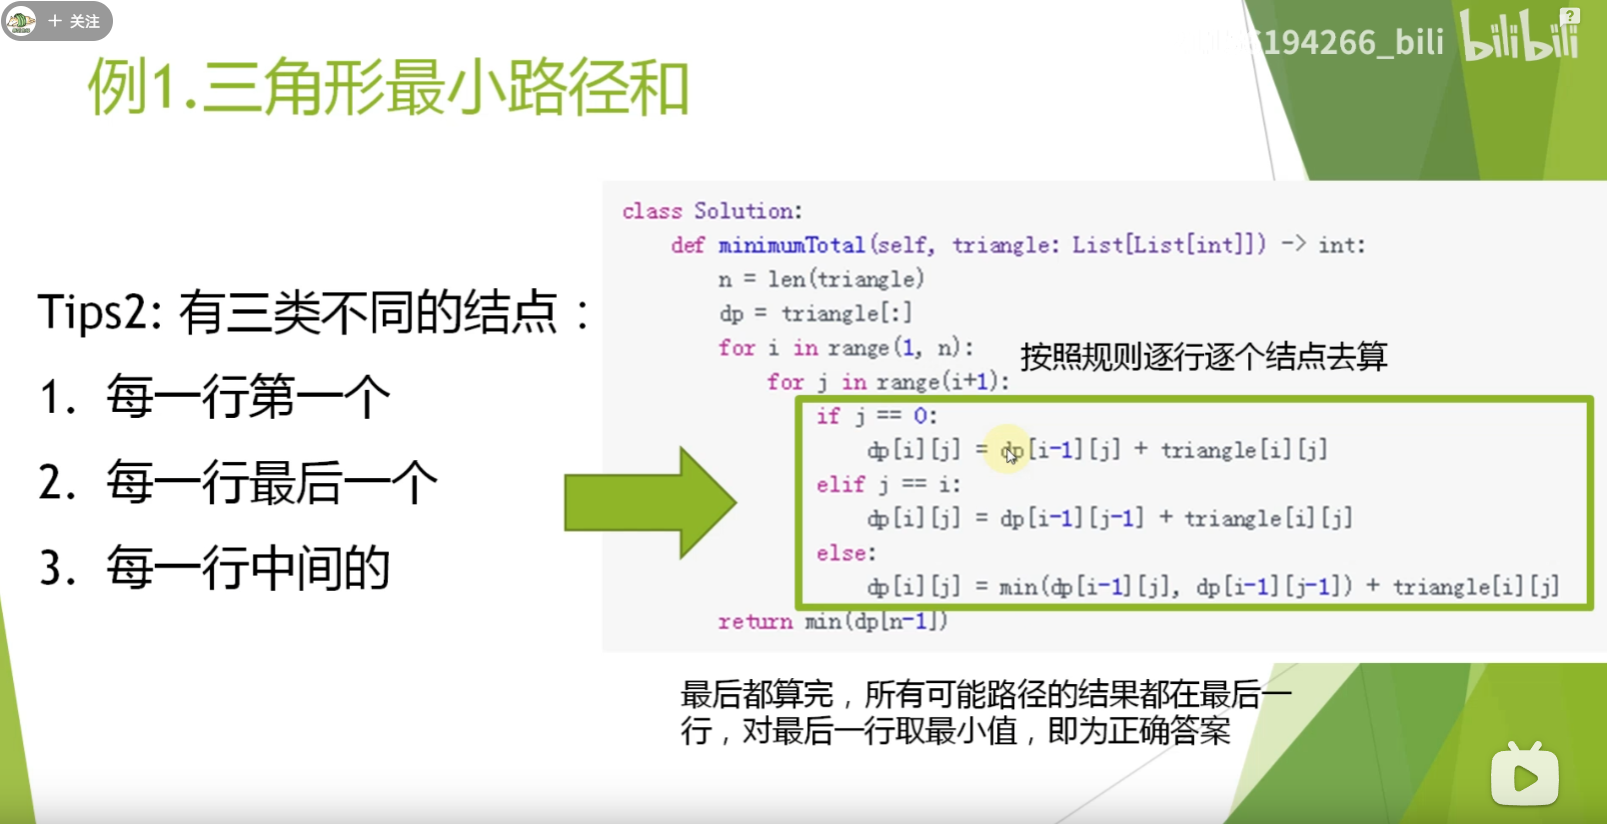 + 关注
6194266_bili
bilibili
?
例1.三角形最小路径和
Tips2: 有三类不同的结点：
1. 每一行第一个
2. 每一行最后一个
3. 每一行中间的
class Solution:
def minimumTotal(self, triangle: List[List[int]]) -> int:
n = len(triangle)
dp = triangle[:]
for i in range(1, n):
按照规则逐行逐个结点去算
for j in range(i+1):
if j == 0:
dp[i][j] = dp[i-1][j] + triangle[i][j]
elif j == i:
dp[i][j] = dp[i-1][j-1] + triangle[i][j]
else:
dp[i][j] = min(dp[i-1][j], dp[i-1][j-1]) + triangle[i][j]
return min(dp[n-1])
最后都算完，所有可能路径的结果都在最后一
行，对最后一行取最小值，即为正确答案